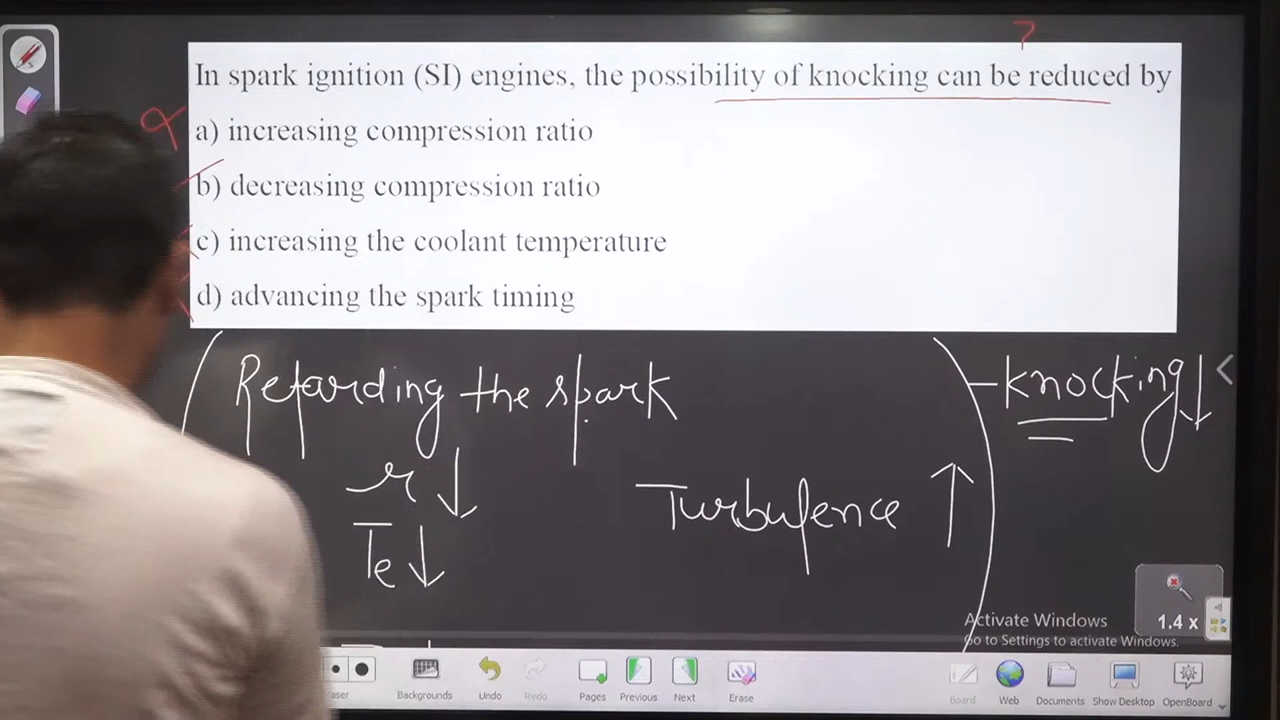 In spark ignition (SI) engines, the possibility of knocking can be reduced by
a) increasing compression ratio
b) decreasing compression ratio
c) increasing the coolant temperature
d) advancing the spark timing
?
Retarding the spark
r ↓
Te ↓
Turbulence ↑
Knocking ↓
Activate Windows
Go to Settings to activate Windows.
1.4 x
Backgrounds
Undo
Redo
Pages
Previous
Next
Erase
Board
Web
Documents
Show Desktop
OpenBoard